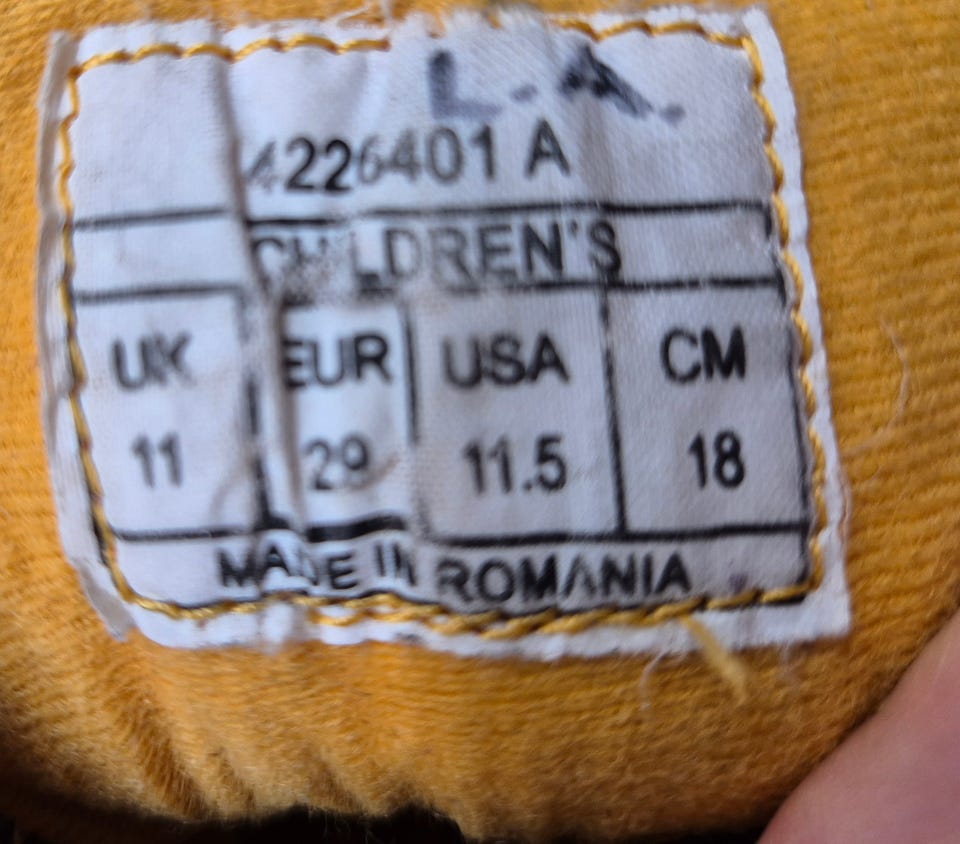 L.A.
4226401 A
CHILDREN'S
UK EUR USA CM
11 29 11.5 18
MADE IN ROMANIA